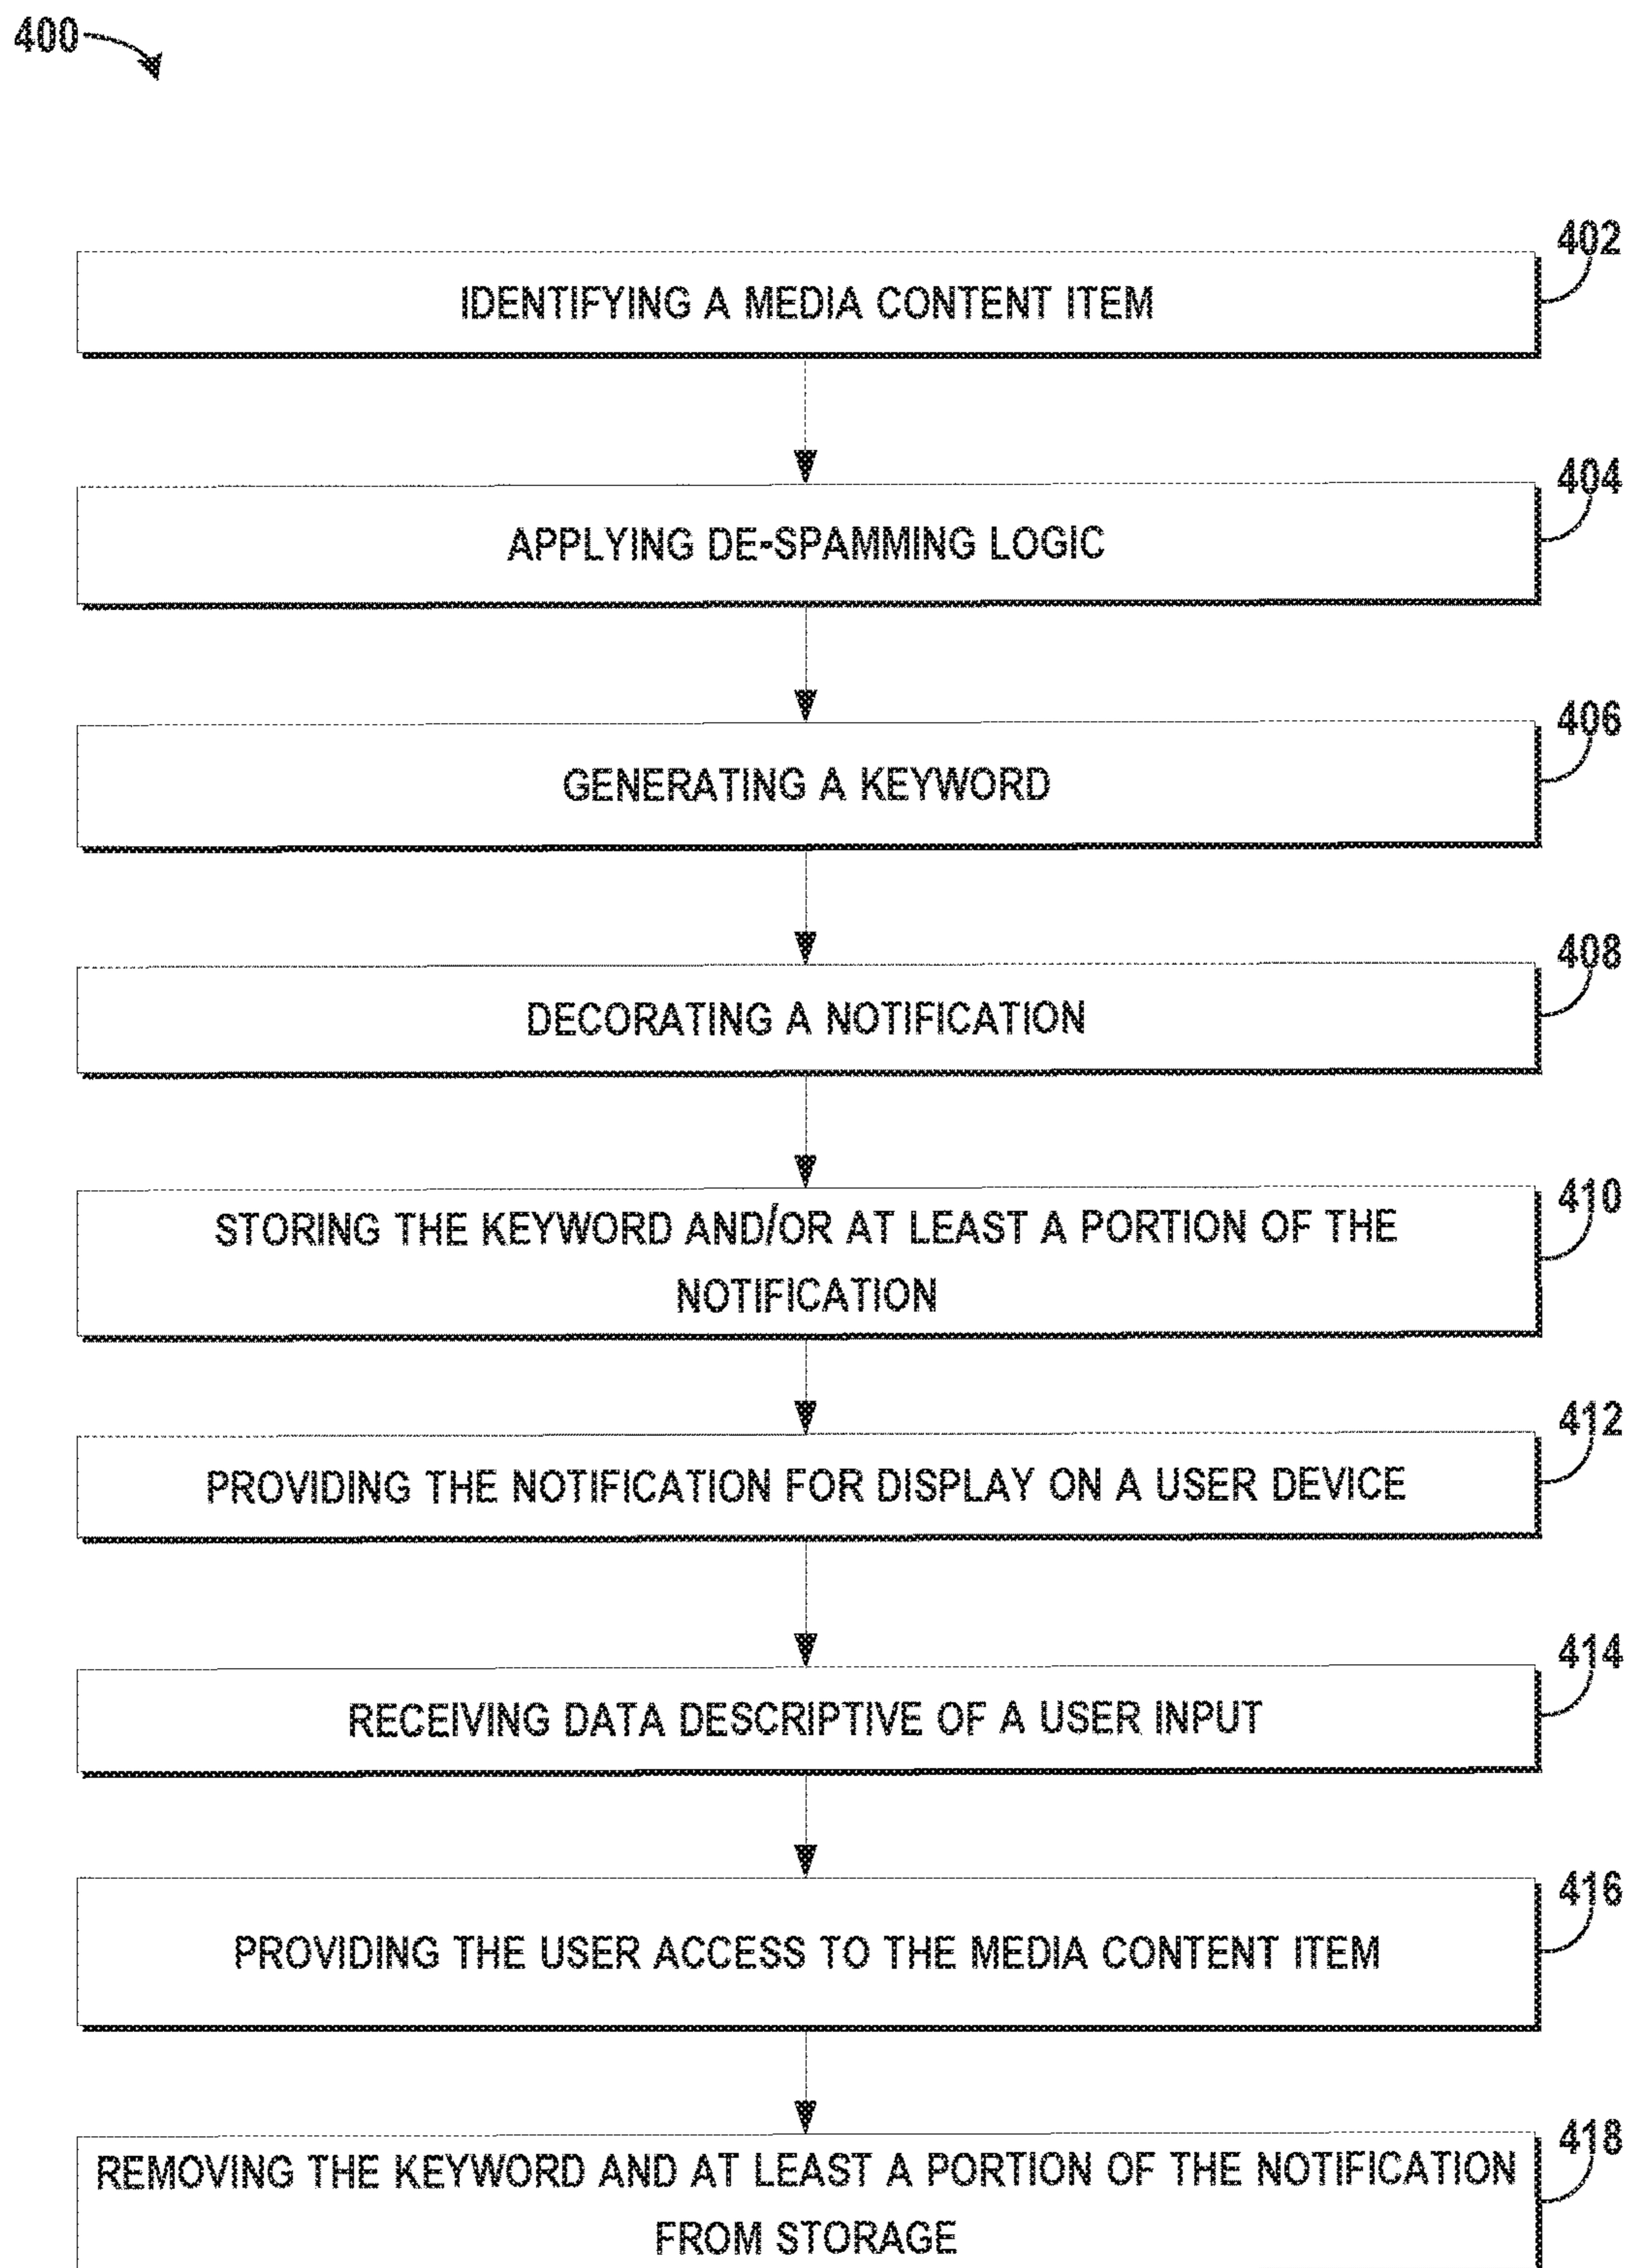 400
402
IDENTIFYING A MEDIA CONTENT ITEM
404
APPLYING DE-SPAMMING LOGIC
406
GENERATING A KEYWORD
408
DECORATING A NOTIFICATION
410
STORING THE KEYWORD AND/OR AT LEAST A PORTION OF THE
NOTIFICATION
412
PROVIDING THE NOTIFICATION FOR DISPLAY ON A USER DEVICE
414
RECEIVING DATA DESCRIPTIVE OF A USER INPUT
416
PROVIDING THE USER ACCESS TO THE MEDIA CONTENT ITEM
418
REMOVING THE KEYWORD AND AT LEAST A PORTION OF THE NOTIFICATION
FROM STORAGE